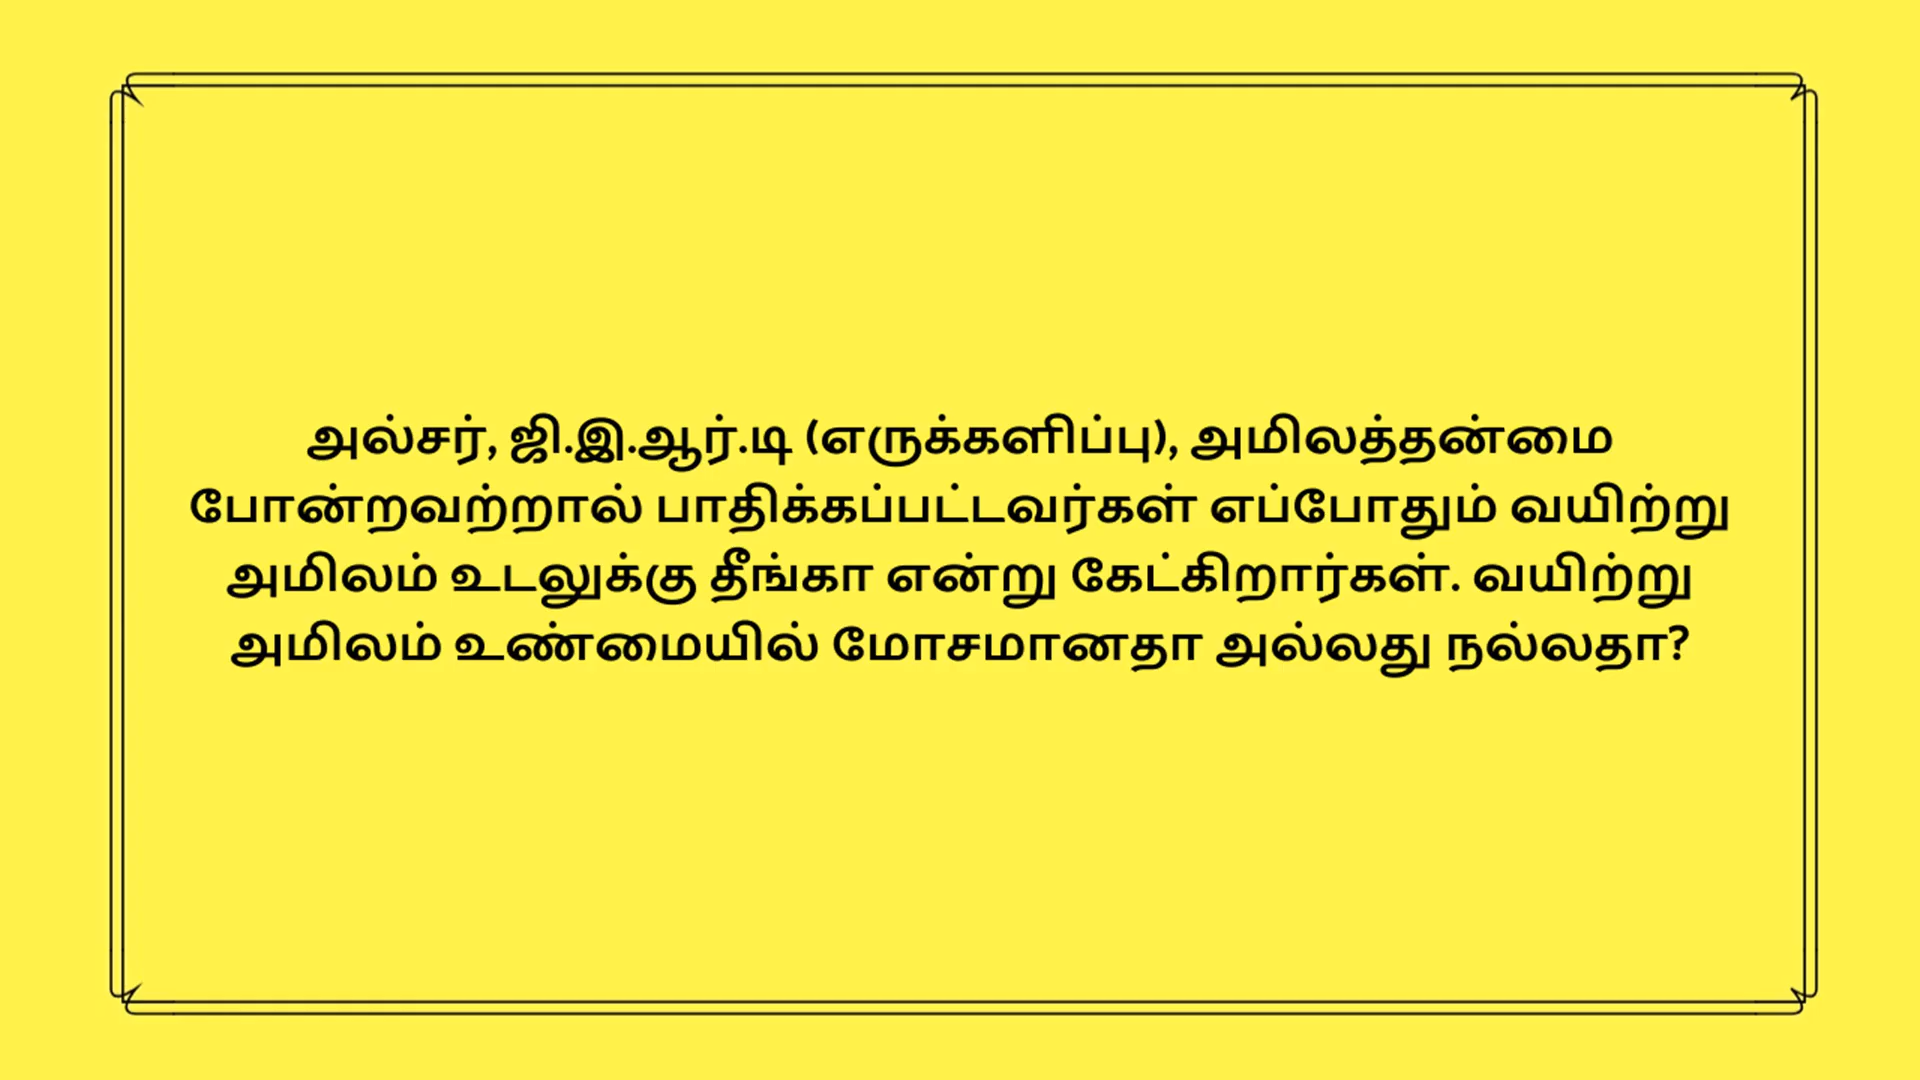 அல்சர், ஜி.இ.ஆர்.டி (எருக்களிப்பு), அமிலத்தன்மை
போன்றவற்றால் பாதிக்கப்பட்டவர்கள் எப்போதும் வயிற்று
அமிலம் உடலுக்கு தீங்கா என்று கேட்கிறார்கள். வயிற்று
அமிலம் உண்மையில் மோசமானதா அல்லது நல்லதா?